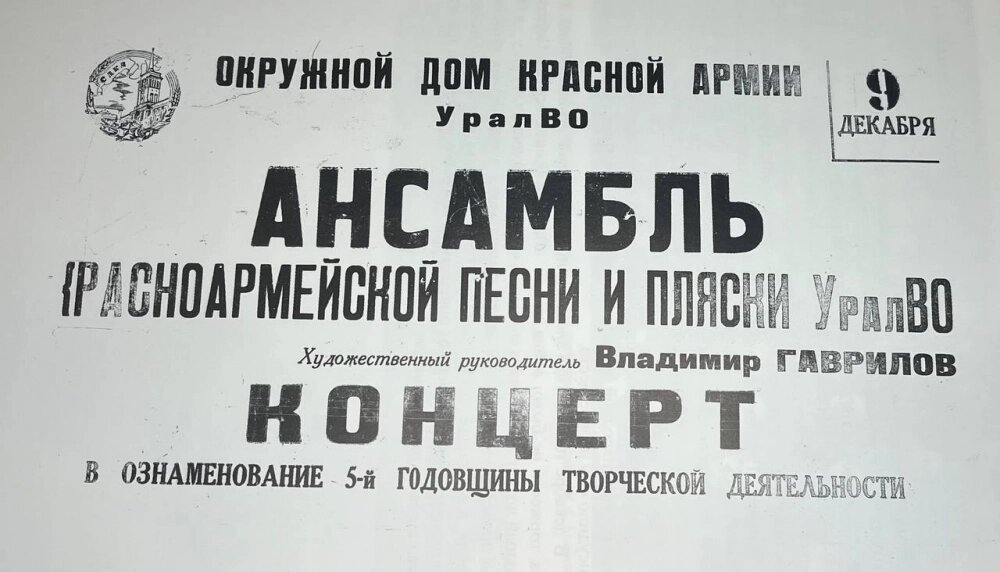 СДКА
ОКРУЖНОЙ ДОМ КРАСНОЙ АРМИИ
УралВО
9
ДЕКАБРЯ
АНСАМБЛЬ
КРАСНОАРМЕЙСКОЙ ПЕСНИ И ПЛЯСКИ УралВО
Художественный руководитель Владимир ГАВРИЛОВ
КОНЦЕРТ
В ОЗНАМЕНОВАНИЕ 5-й ГОДОВЩИНЫ ТВОРЧЕСКОЙ ДЕЯТЕЛЬНОСТИ